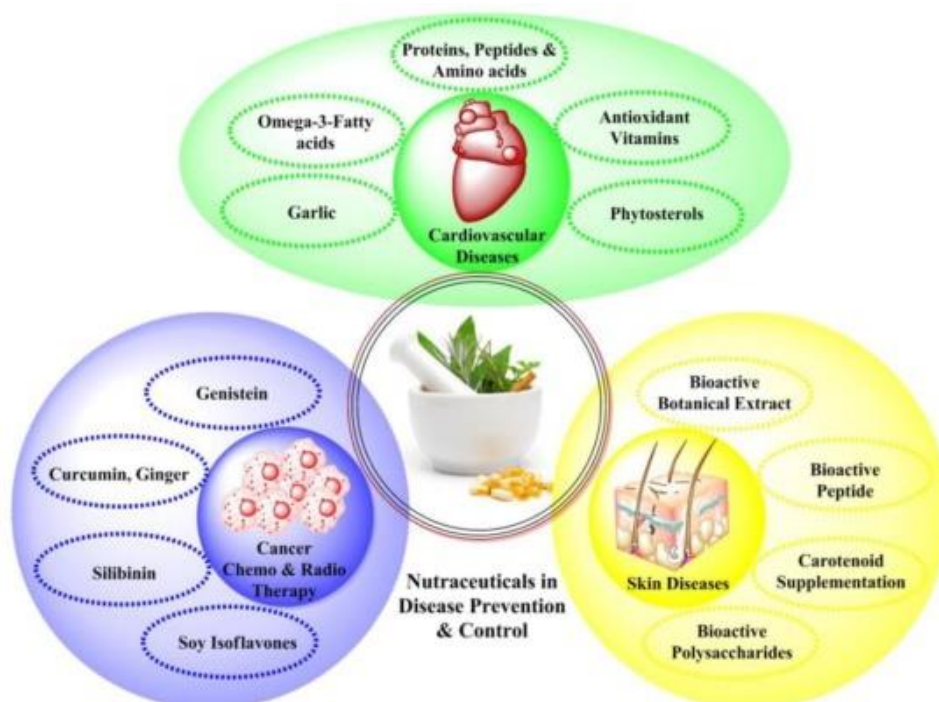 Proteins, Peptides &
Amino acids
Omega-3-Fatty
acids
Antioxidant
Vitamins
Garlic
Phytosterols
Cardiovascular
Diseases
Genistein
Curcumin, Ginger
Silibinin
Soy Isoflavones
Cancer
Chemo & Radio
Therapy
Nutraceuticals in
Disease Prevention
& Control
Bioactive
Botanical Extract
Bioactive
Peptide
Carotenoid
Supplementation
Bioactive
Polysaccharides
Skin Diseases